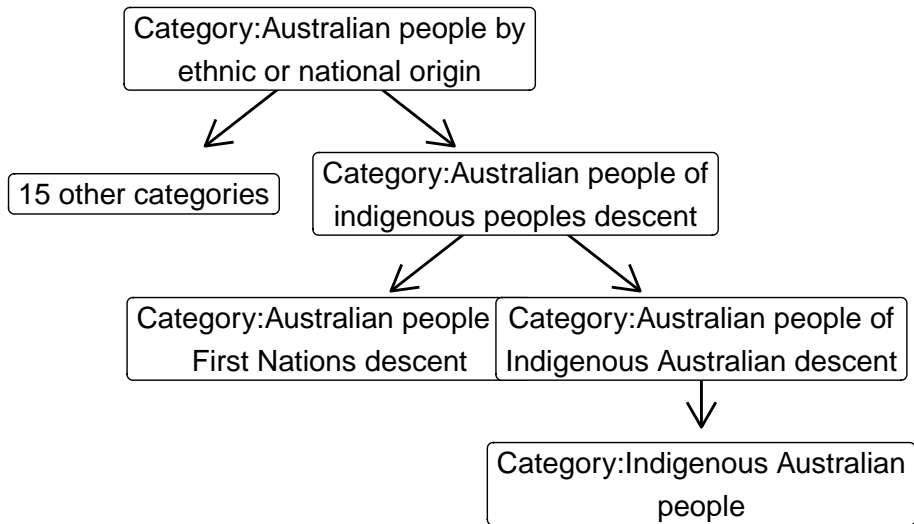 Category:Australian people by
ethnic or national origin
15 other categories
Category:Australian people of
indigenous peoples descent
Category:Australian people
First Nations descent
Category:Australian people of
Indigenous Australian descent
Category:Indigenous Australian
people